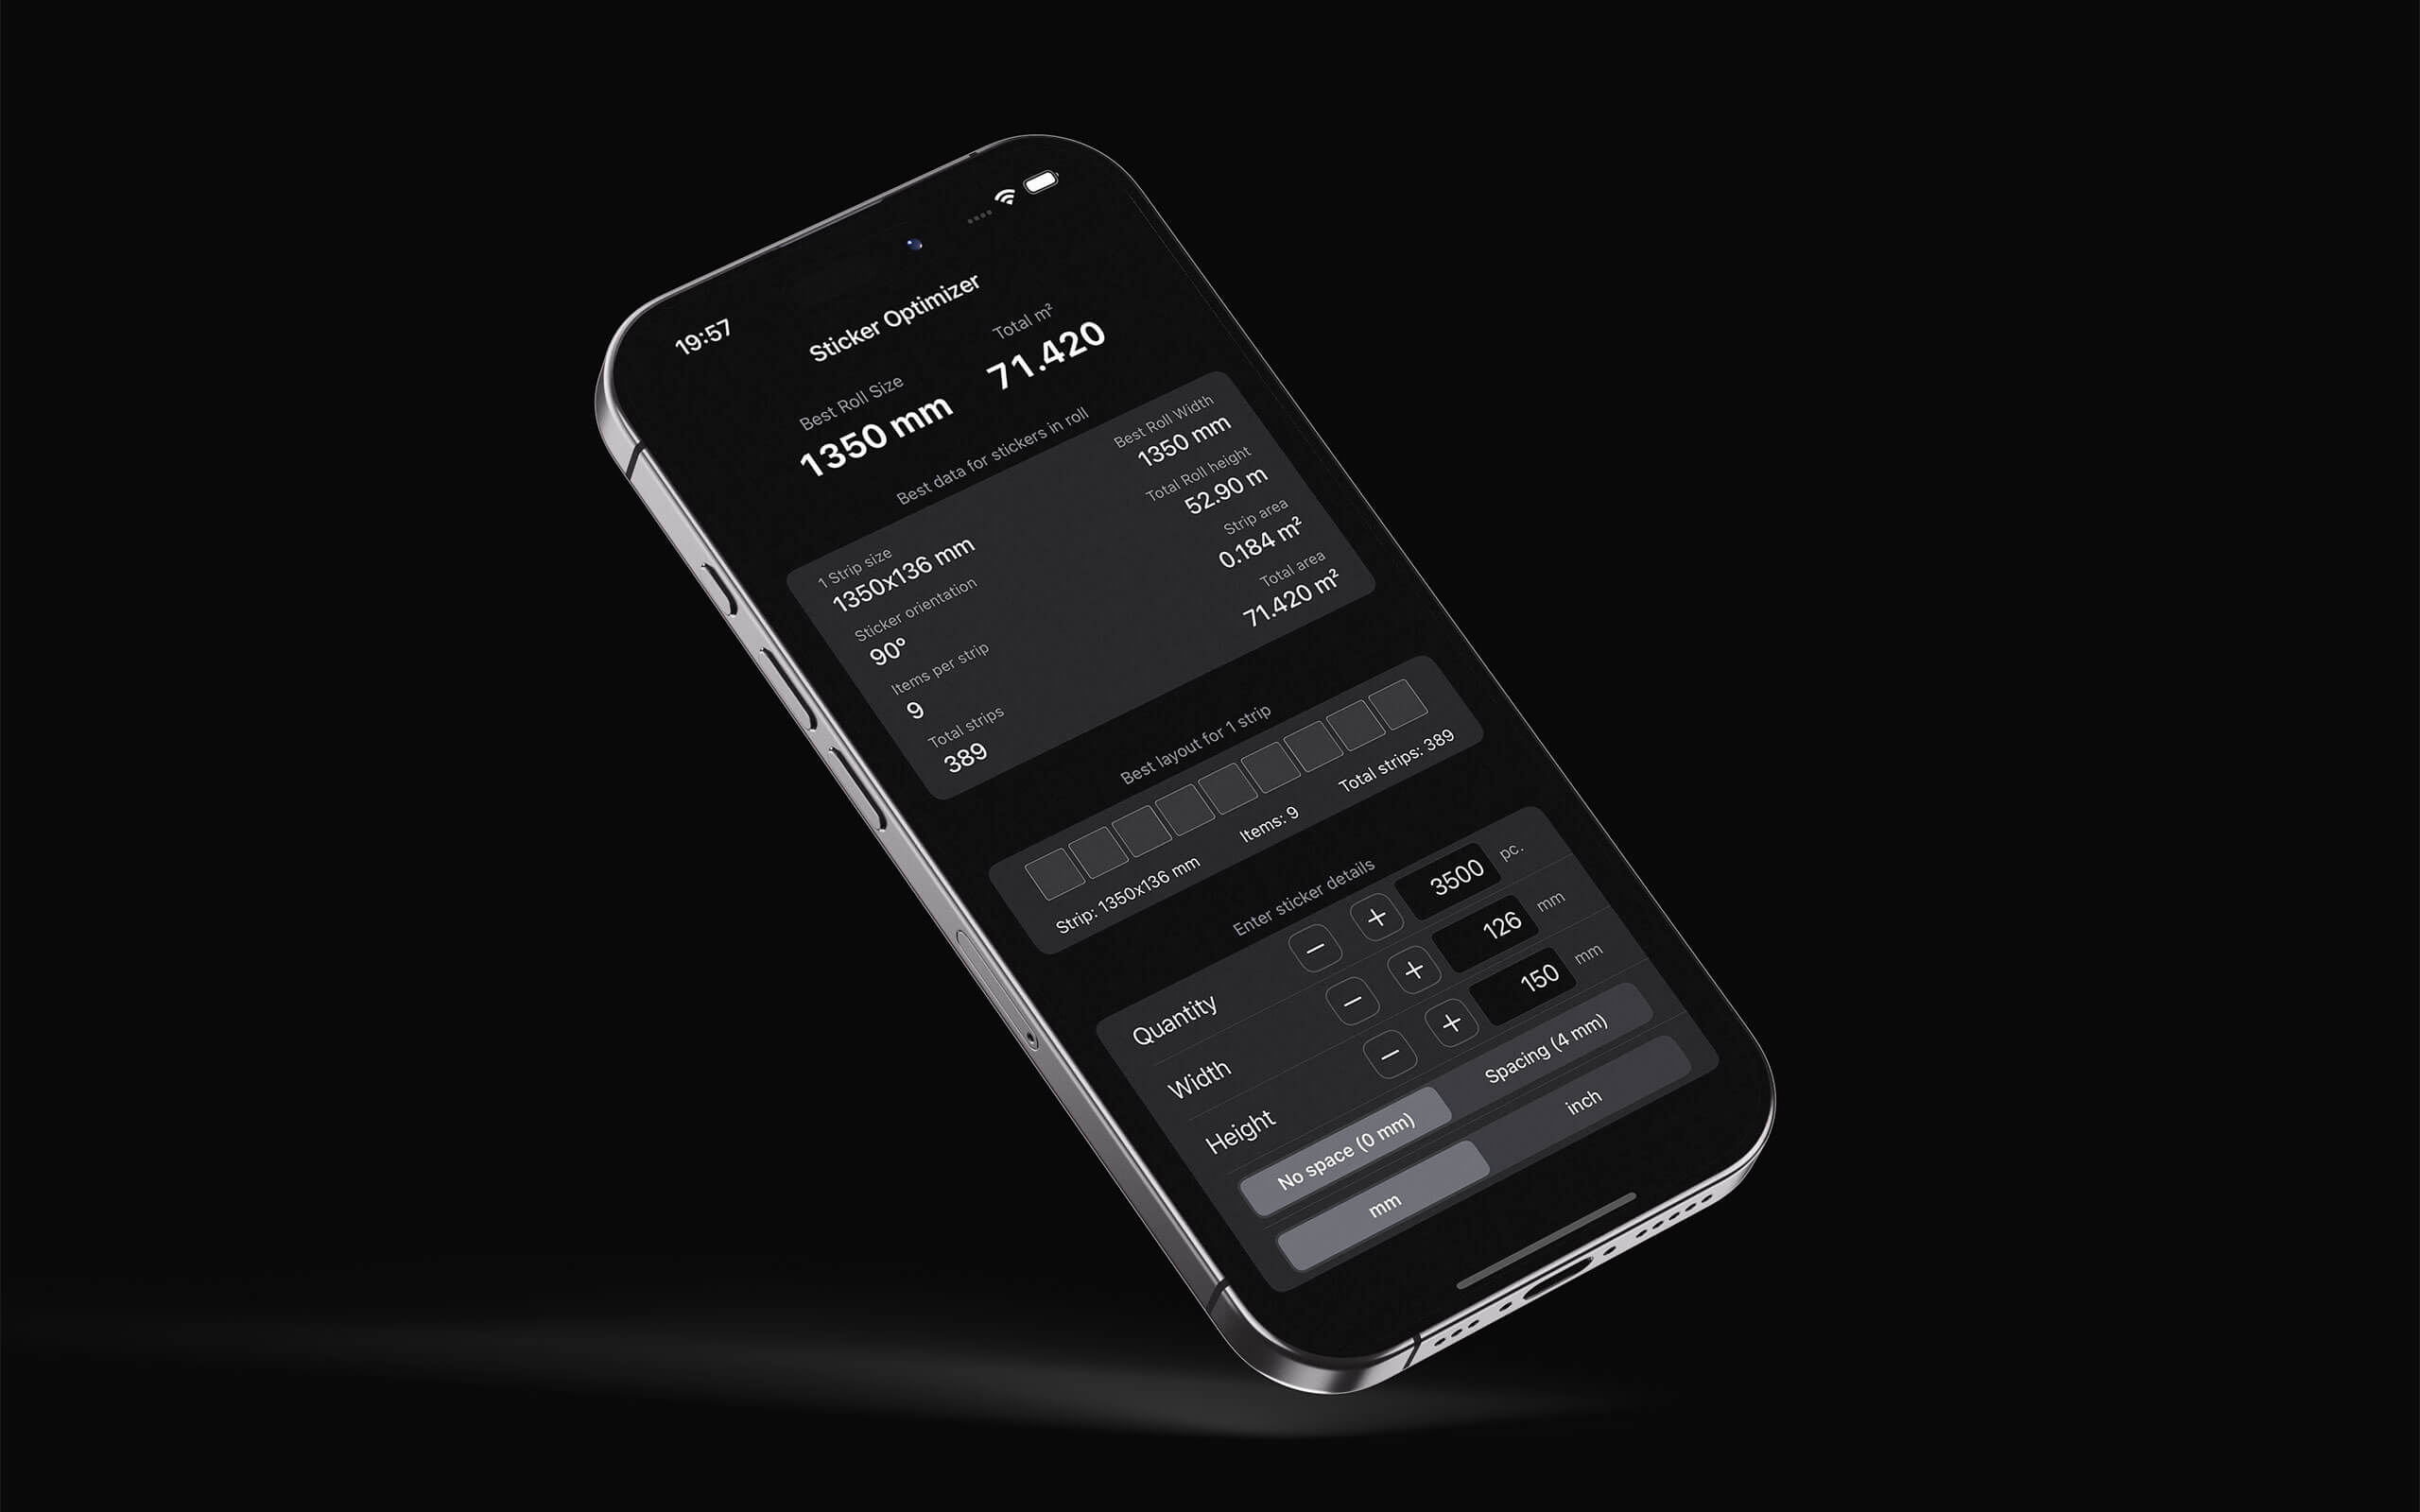 19:57
Sticker Optimizer
Best Roll Size
1350 mm
Total m²
71.420
Best data for stickers in roll
1 Strip size
1350x136 mm
Sticker orientation
90º
Items per strip
9
Total strips
389
Best Roll Width
1350 mm
Total Roll height
52.90 m
Strip area
0.184 m²
Total area
71.420 m²
Best layout for 1 strip
Strip: 1350x136 mm
Items: 9
Total strips: 389
Enter sticker details
Quantity − + 3500 pc.
Width − + 126 mm
Height − + 150 mm
No space (0 mm) Spacing (4 mm)
mm inch